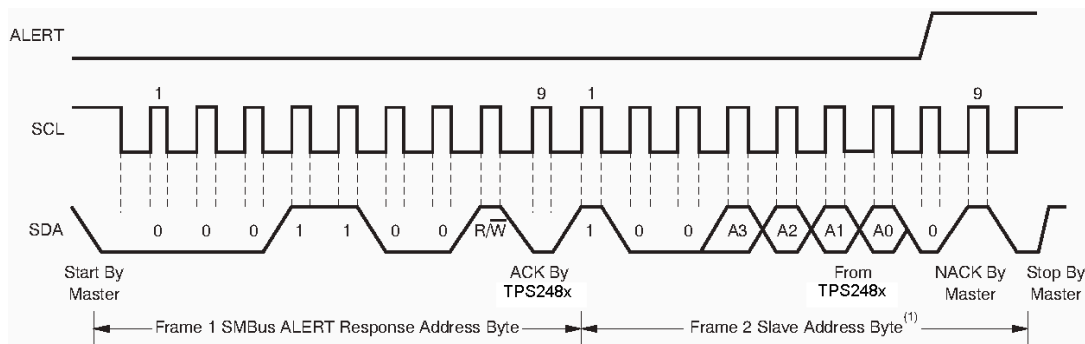 ALERT
1 9 1 9
SCL
SDA
0 0 0 1 1 0 0 R/W 1 0 0 A3 A2 A1 A0 0
Start By
Master
ACK By
TPS248x
From
TPS248x
NACK By
Master
Stop By
Master
Frame 1 SMBus ALERT Response Address Byte
Frame 2 Slave Address Byte(1)